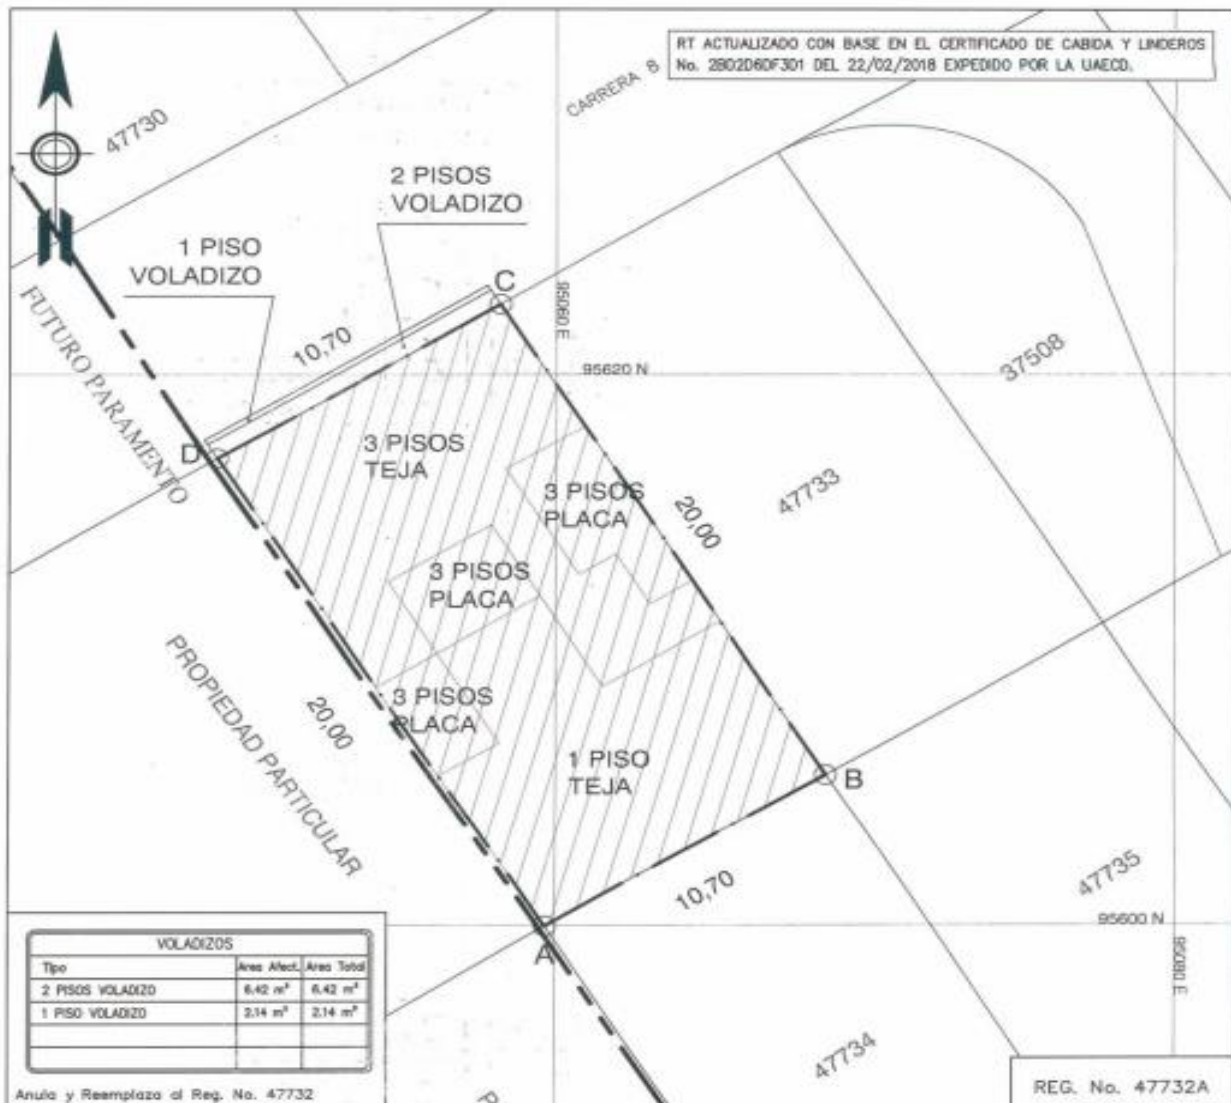 RT ACTUALIZADO CON BASE EN EL CERTIFICADO DE CABIDA Y LINDEROS
No. 2BD2D6DF3D1 DEL 22/02/2018 EXPEDIDO POR LA UAECD.
CARRERA 8
47730
N
2 PISOS
VOLADIZO
1 PISO
VOLADIZO
C
95060 E
FUTURO PARAMENTO
10,70
95620 N
37508
D
3 PISOS
TEJA
3 PISOS
PLACA
20,00
47733
3 PISOS
PLACA
PROPIEDAD PARTICULAR
20,00
3 PISOS
PLACA
1 PISO
TEJA
B
10,70
47735
95600 N
A
95080 E
VOLADIZOS
Tipo Area Afect. Area Total
2 PISOS VOLADIZO 6.42 m² 6.42 m²
1 PISO VOLADIZO 2.14 m² 2.14 m²
47734
Anula y Reemplaza al Reg. No. 47732
P
REG. No. 47732A